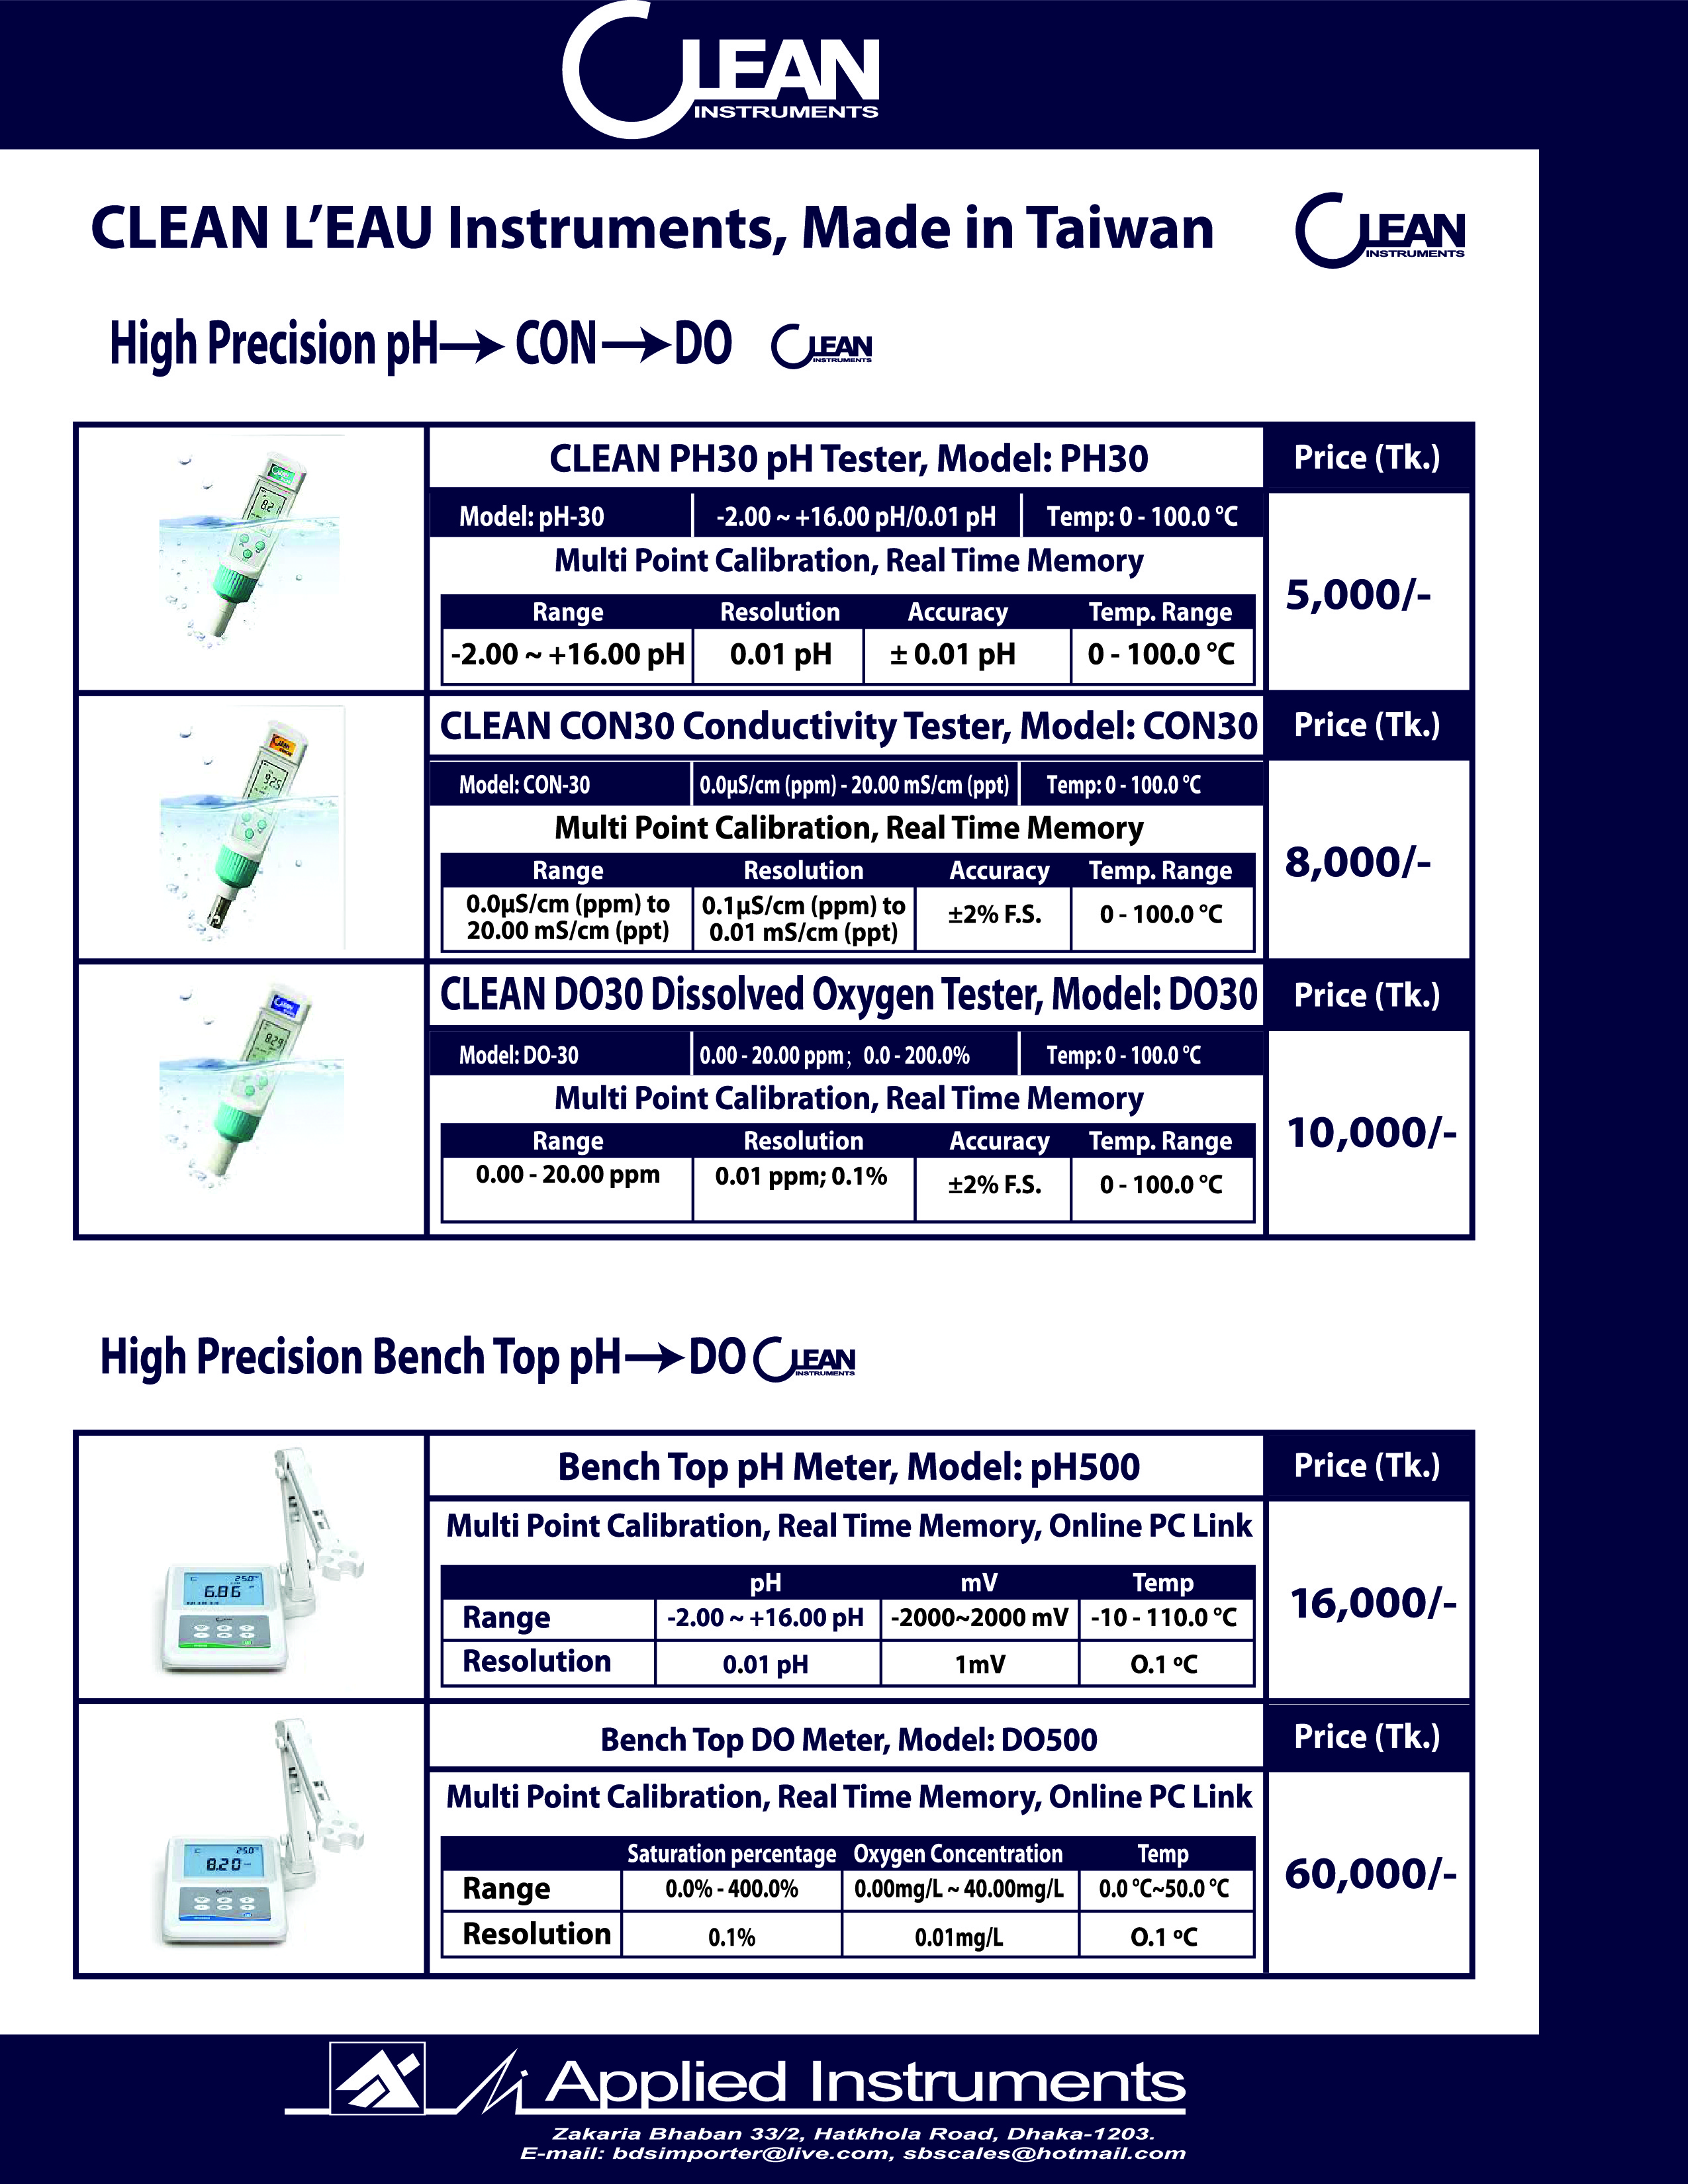 CLEAN
INSTRUMENTS
CLEAN L’EAU Instruments, Made in Taiwan
CLEAN
INSTRUMENTS
High Precision pH→ CON→DO
CLEAN
INSTRUMENTS
CLEAN PH30 pH Tester, Model: PH30
Price (Tk.)
Model: pH-30
-2.00 ~ +16.00 pH/0.01 pH
Temp: 0 - 100.0 °C
Multi Point Calibration, Real Time Memory
5,000/-
Range Resolution Accuracy Temp. Range
-2.00 ~ +16.00 pH 0.01 pH ± 0.01 pH 0 - 100.0 °C
CLEAN CON30 Conductivity Tester, Model: CON30
Price (Tk.)
Model: CON-30
0.0µS/cm (ppm) - 20.00 mS/cm (ppt)
Temp: 0 - 100.0 °C
Multi Point Calibration, Real Time Memory
8,000/-
Range Resolution Accuracy Temp. Range
0.0µS/cm (ppm) to
20.00 mS/cm (ppt)
0.1µS/cm (ppm) to
0.01 mS/cm (ppt)
±2% F.S.
0 - 100.0 °C
CLEAN DO30 Dissolved Oxygen Tester, Model: DO30
Price (Tk.)
Model: DO-30
0.00 - 20.00 ppm; 0.0 - 200.0%
Temp: 0 - 100.0 °C
Multi Point Calibration, Real Time Memory
10,000/-
Range Resolution Accuracy Temp. Range
0.00 - 20.00 ppm 0.01 ppm; 0.1% ±2% F.S. 0 - 100.0 °C
High Precision Bench Top pH→DO
CLEAN
INSTRUMENTS
Bench Top pH Meter, Model: pH500
Price (Tk.)
Multi Point Calibration, Real Time Memory, Online PC Link
16,000/-
pH mV Temp
Range -2.00 ~ +16.00 pH -2000~2000 mV -10 - 110.0 °C
Resolution 0.01 pH 1mV O.1 ºC
25.0
6.86
Bench Top DO Meter, Model: DO500
Price (Tk.)
Multi Point Calibration, Real Time Memory, Online PC Link
60,000/-
Saturation percentage Oxygen Concentration Temp
Range 0.0% - 400.0% 0.00mg/L ~ 40.00mg/L 0.0 °C~50.0 °C
Resolution 0.1% 0.01mg/L O.1 ºC
25.0
8.20
Applied Instruments
Zakaria Bhaban 33/2, Hatkhola Road, Dhaka-1203.
E-mail: bdsimporter@live.com, sbscales@hotmail.com